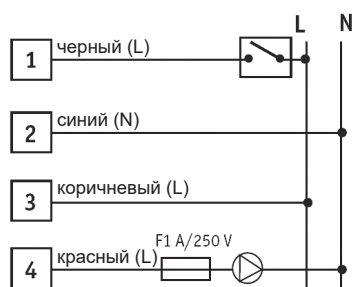 L N
1 черный (L)
2 синий (N)
3 коричневый (L)
F1 A/250 V
4 красный (L)